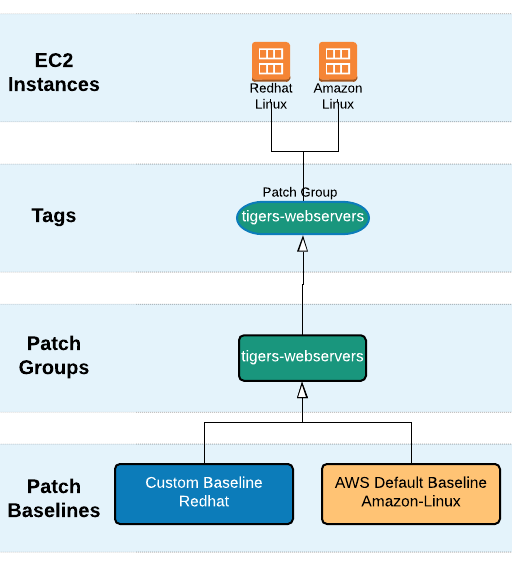 EC2
Instances
Redhat
Linux
Amazon
Linux
Tags
Patch Group
tigers-webservers
Patch
Groups
tigers-webservers
Patch
Baselines
Custom Baseline
Redhat
AWS Default Baseline
Amazon-Linux